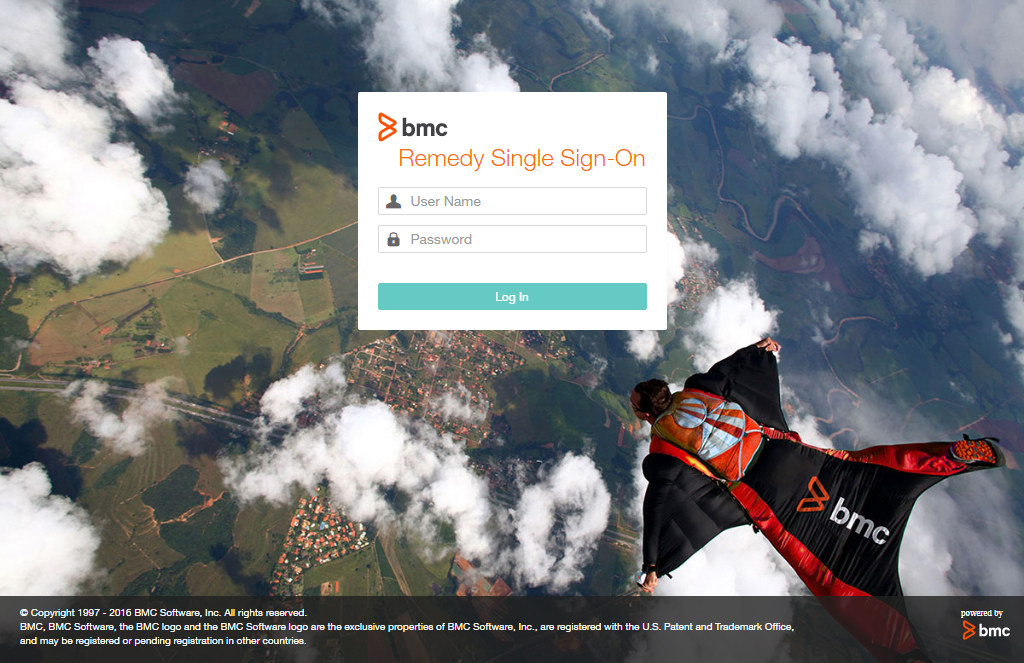 bmc
Remedy Single Sign-On
User Name
Password
Log In
bmc
© Copyright 1997 - 2016 BMC Software, Inc. All rights reserved.
BMC, BMC Software, the BMC logo and the BMC Software logo are the exclusive properties of BMC Software, Inc., are registered with the U.S. Patent and Trademark Office,
and may be registered or pending registration in other countries.
powered by
bmc